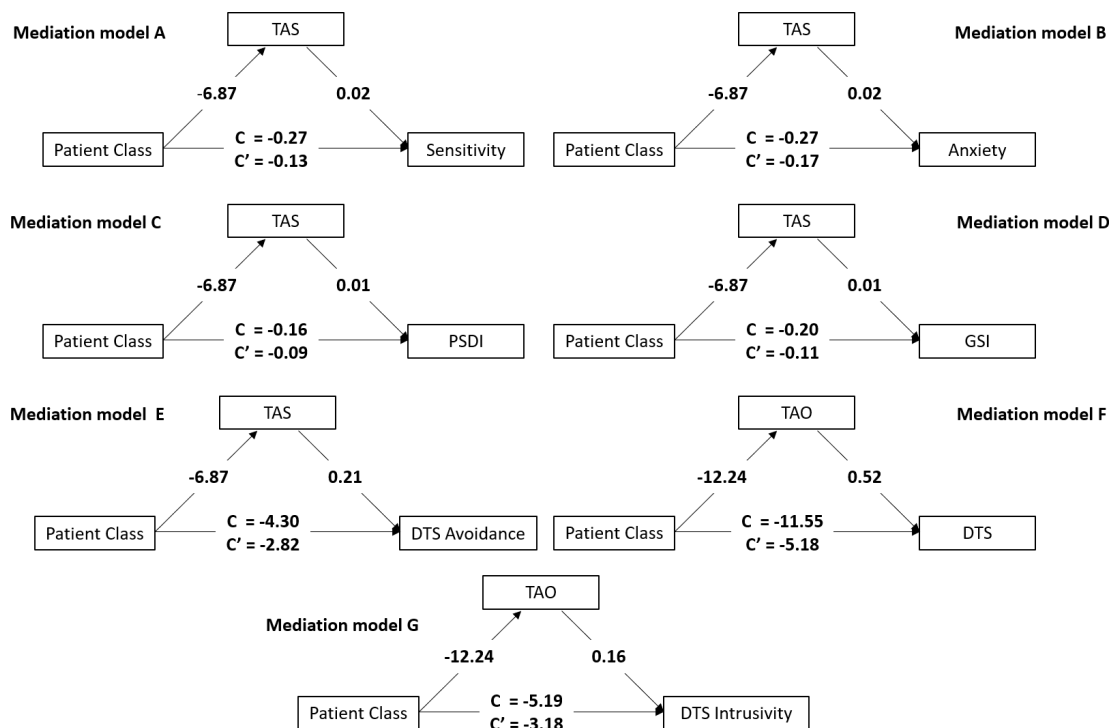 Mediation model A
TAS
-6.87
0.02
C = -0.27
C’ = -0.13
Patient Class
Sensitivity
Mediation model B
TAS
-6.87
0.02
C = -0.27
C’ = -0.17
Patient Class
Anxiety
Mediation model C
TAS
-6.87
0.01
C = -0.16
C’ = -0.09
Patient Class
PSDI
Mediation model D
TAS
-6.87
0.01
C = -0.20
C’ = -0.11
Patient Class
GSI
Mediation model E
TAS
-6.87
0.21
C = -4.30
C’ = -2.82
Patient Class
DTS Avoidance
Mediation model F
TAO
-12.24
0.52
C = -11.55
C’ = -5.18
Patient Class
DTS
Mediation model G
TAO
-12.24
0.16
C = -5.19
C’ = -3.18
Patient Class
DTS Intrusivity